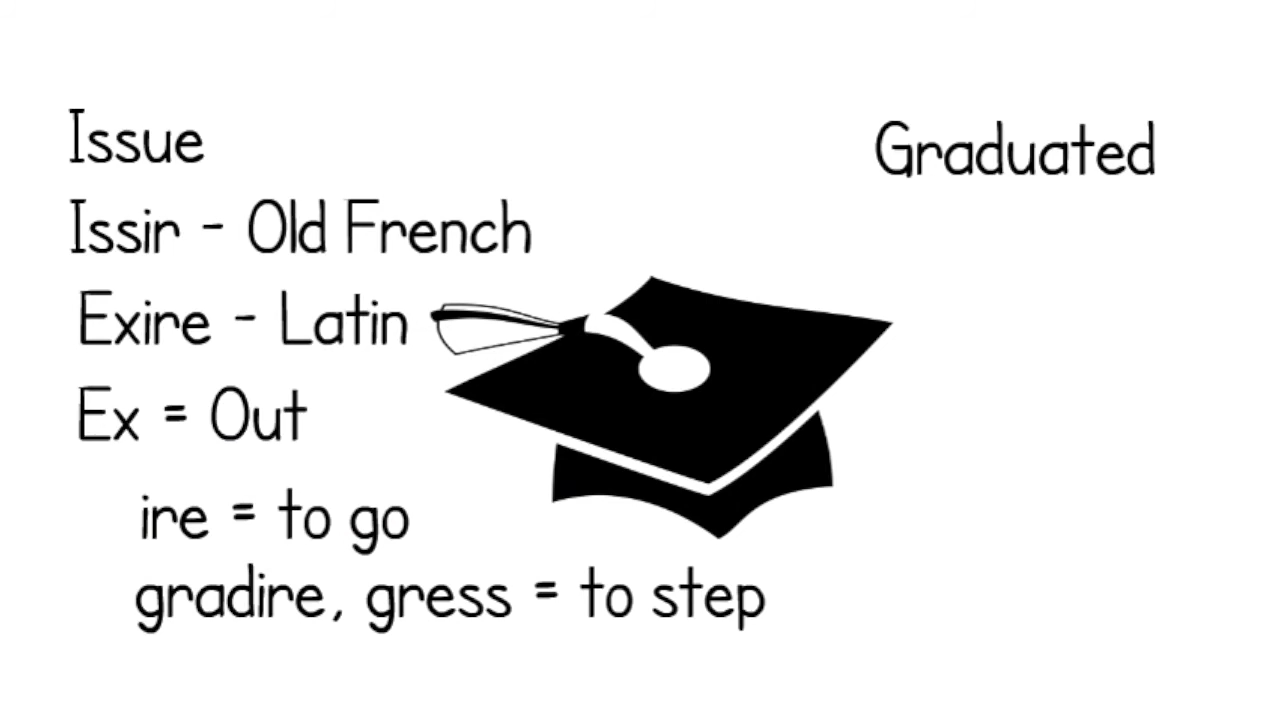 Issue
Graduated
Issir - Old French
Exire - Latin
Ex = Out
ire = to go
gradire, gress = to step